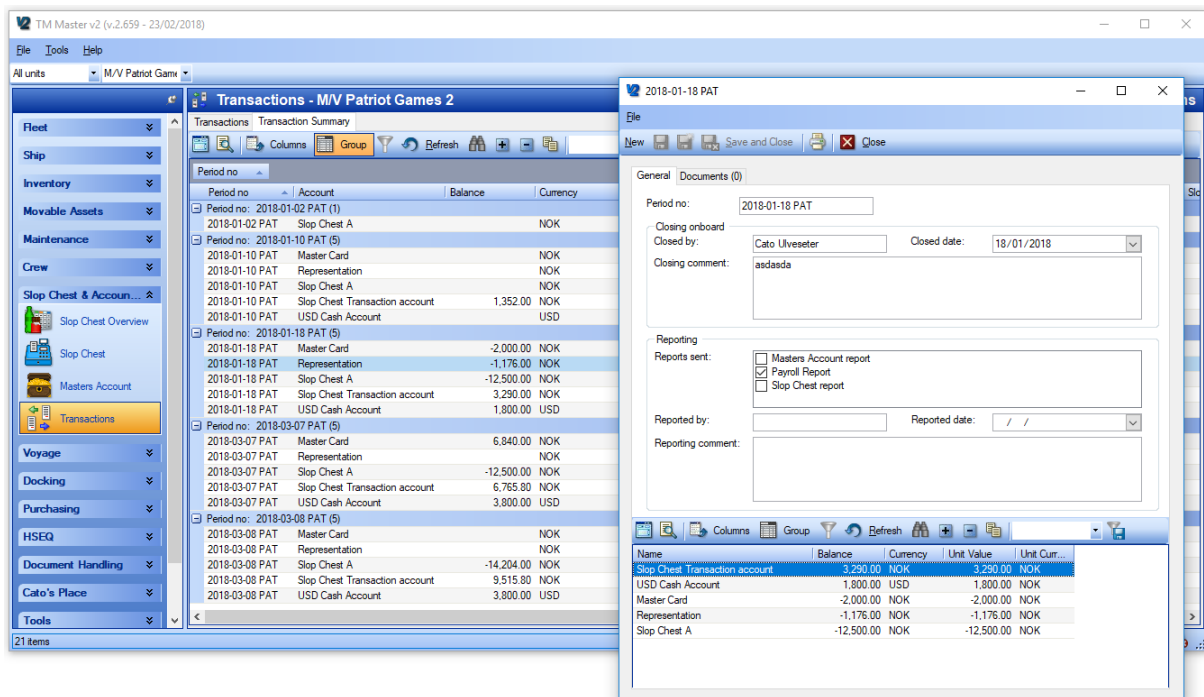 TM Master v2 (v.2.659 - 23/02/2018)
File Tools Help
All units M/V Patriot Game
Fleet
Ship
Inventory
Movable Assets
Maintenance
Crew
Slop Chest & Accoun...
Slop Chest Overview
Slop Chest
Masters Account
Transactions
Voyage
Docking
Purchasing
HSEQ
Document Handling
Cato's Place
Tools
21 items
Transactions - M/V Patriot Games 2
Transactions Transaction Summary
Columns Group Refresh
Period no
Period no Account Balance Currency
Period no: 2018-01-02 PAT (1)
2018-01-02 PAT Slop Chest A NOK
Period no: 2018-01-10 PAT (5)
2018-01-10 PAT Master Card NOK
2018-01-10 PAT Representation NOK
2018-01-10 PAT Slop Chest A NOK
2018-01-10 PAT Slop Chest Transaction account 1,352.00 NOK
2018-01-10 PAT USD Cash Account USD
Period no: 2018-01-18 PAT (5)
2018-01-18 PAT Master Card -2,000.00 NOK
2018-01-18 PAT Representation -1,176.00 NOK
2018-01-18 PAT Slop Chest A -12,500.00 NOK
2018-01-18 PAT Slop Chest Transaction account 3,290.00 NOK
2018-01-18 PAT USD Cash Account 1,800.00 USD
Period no: 2018-03-07 PAT (5)
2018-03-07 PAT Master Card 6,840.00 NOK
2018-03-07 PAT Representation NOK
2018-03-07 PAT Slop Chest A -12,500.00 NOK
2018-03-07 PAT Slop Chest Transaction account 6,765.80 NOK
2018-03-07 PAT USD Cash Account 3,800.00 USD
Period no: 2018-03-08 PAT (5)
2018-03-08 PAT Master Card NOK
2018-03-08 PAT Representation NOK
2018-03-08 PAT Slop Chest A -14,204.00 NOK
2018-03-08 PAT Slop Chest Transaction account 9,515.80 NOK
2018-03-08 PAT USD Cash Account 3,800.00 USD
2018-01-18 PAT
File
New Save and Close Close
General Documents (0)
Period no: 2018-01-18 PAT
Closing onboard
Closed by: Cato Ulveseter Closed date: 18/01/2018
Closing comment: asdasda
Reporting
Reports sent: Masters Account report
Payroll Report
Slop Chest report
Reported by: Reported date: / /
Reporting comment:
Columns Group Refresh
Name Balance Currency Unit Value Unit Curr...
Slop Chest Transaction account 3,290.00 NOK 3,290.00 NOK
USD Cash Account 1,800.00 USD 1,800.00 NOK
Master Card -2,000.00 NOK -2,000.00 NOK
Representation -1,176.00 NOK -1,176.00 NOK
Slop Chest A -12,500.00 NOK -12,500.00 NOK